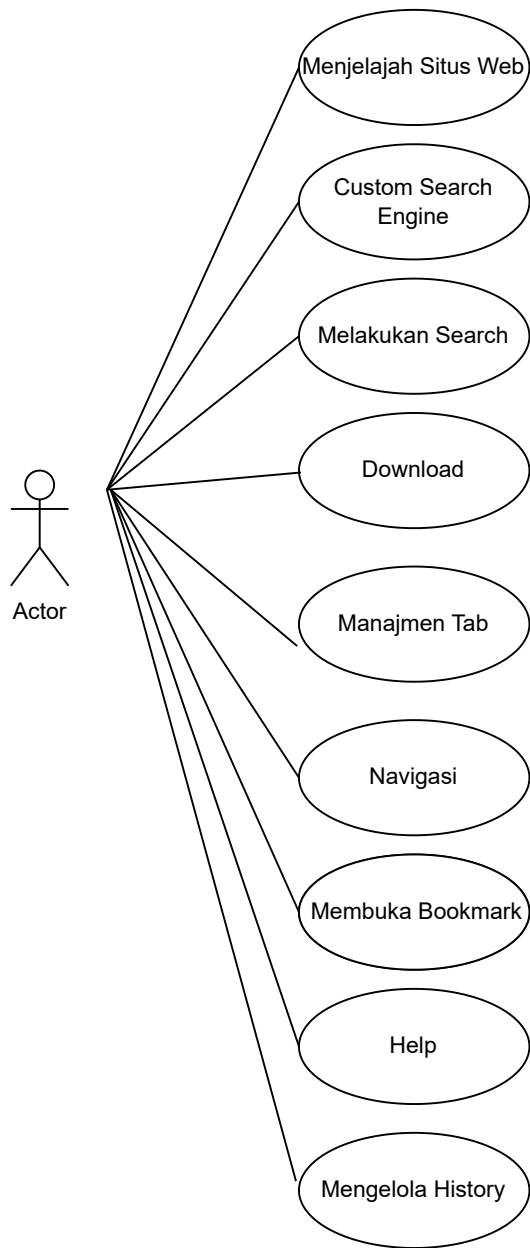 Menjelajah Situs Web
Custom Search
Engine
Melakukan Search
Download
Actor
Manajmen Tab
Navigasi
Membuka Bookmark
Help
Mengelola History